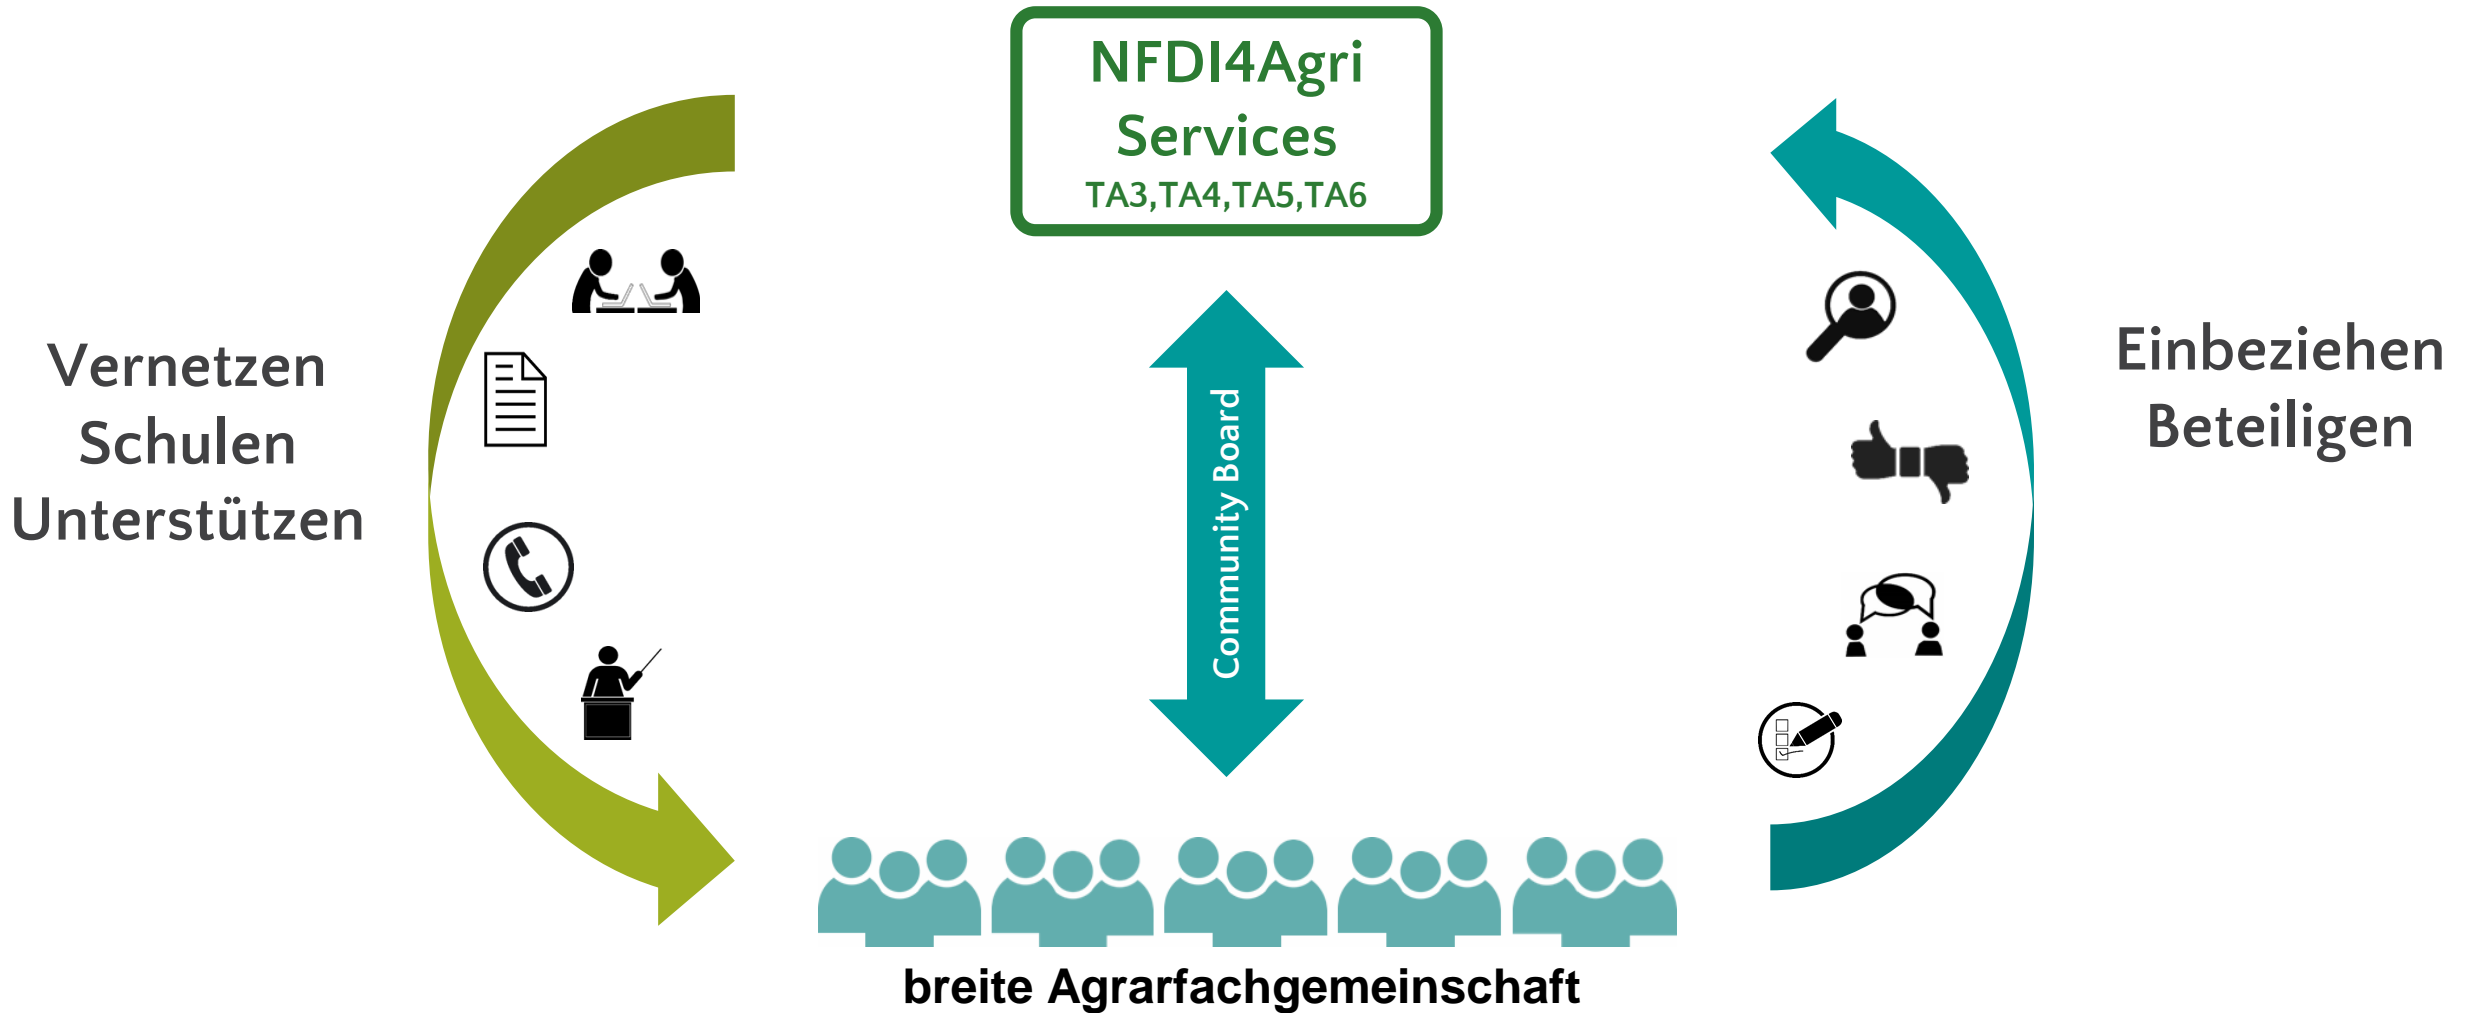 NFDI4Agri
Services
TA3,TA4,TA5,TA6
Vernetzen
Schulen
Unterstützen
Community Board
Einbeziehen
Beteiligen
breite Agrarfachgemeinschaft